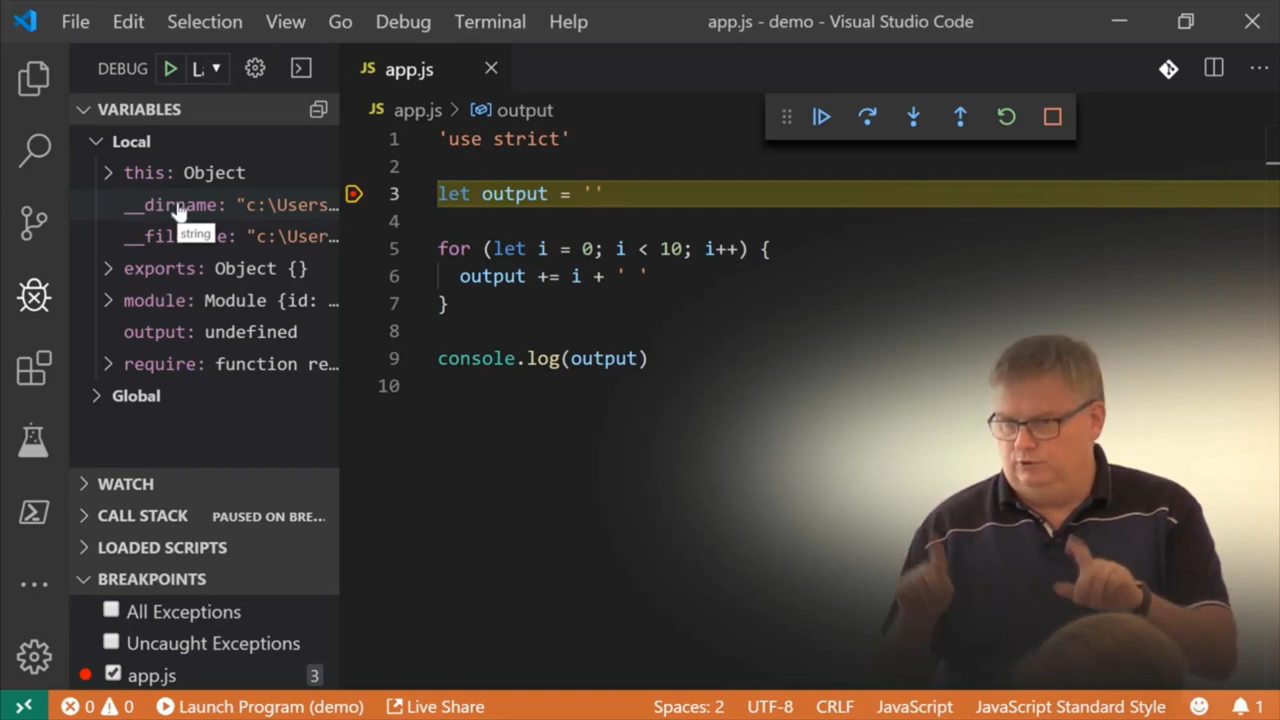 File Edit Selection View Go Debug Terminal Help app.js - demo - Visual Studio Code
DEBUG ▼
JS app.js
VARIABLES
JS app.js > output
Local
this: Object
__dirname: "c:\Users…
string
"c:\User…
exports: Object {}
module: Module {id: …
output: undefined
require: function re…
Global
1 'use strict'
2
3 let output = ''
4
5 for (let i = 0; i < 10; i++) {
6 output += i + ' '
7 }
8
9 console.log(output)
10
WATCH
CALL STACK PAUSED ON BRE…
LOADED SCRIPTS
BREAKPOINTS
All Exceptions
Uncaught Exceptions
app.js 3
0 0 Launch Program (demo) Live Share Spaces: 2 UTF-8 CRLF JavaScript JavaScript Standard Style 1